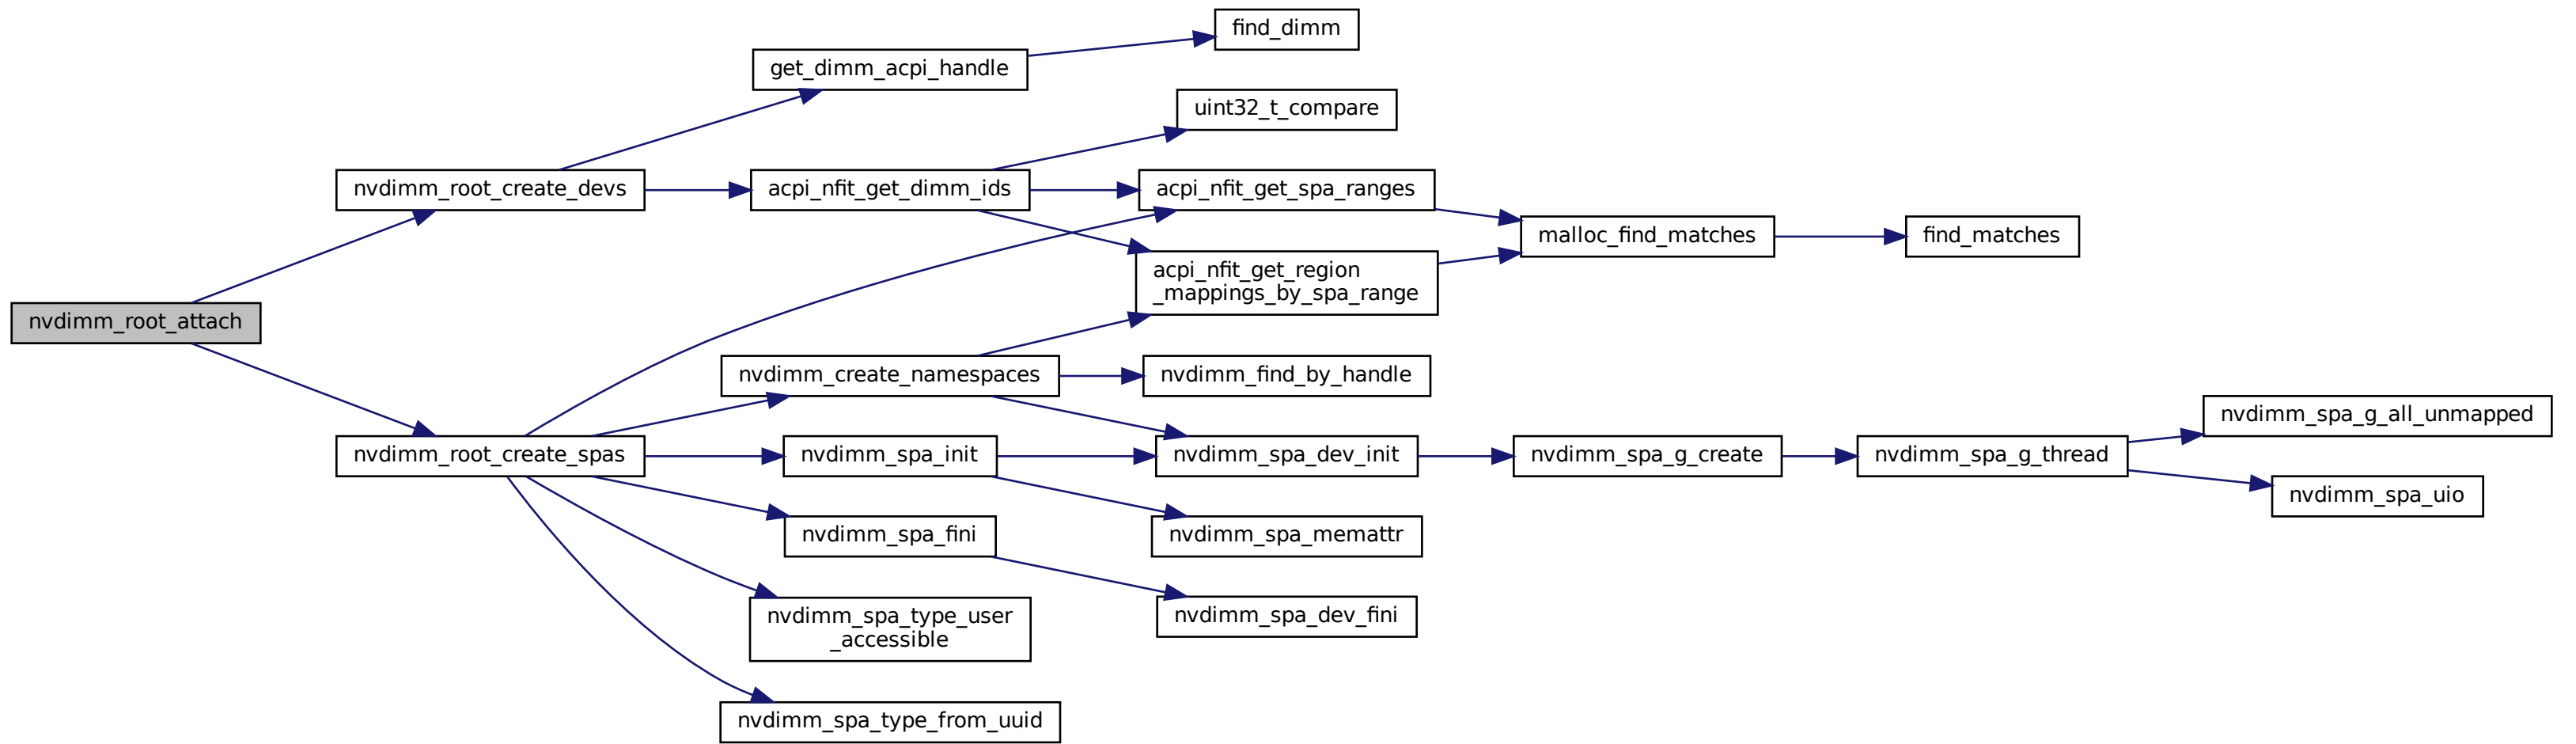 find_dimm
get_dimm_acpi_handle
uint32_t_compare
nvdimm_root_create_devs
acpi_nfit_get_dimm_ids
acpi_nfit_get_spa_ranges
malloc_find_matches
find_matches
acpi_nfit_get_region
_mappings_by_spa_range
nvdimm_root_attach
nvdimm_create_namespaces
nvdimm_find_by_handle
nvdimm_spa_g_all_unmapped
nvdimm_root_create_spas
nvdimm_spa_init
nvdimm_spa_dev_init
nvdimm_spa_g_create
nvdimm_spa_g_thread
nvdimm_spa_uio
nvdimm_spa_fini
nvdimm_spa_memattr
nvdimm_spa_type_user
_accessible
nvdimm_spa_dev_fini
nvdimm_spa_type_from_uuid